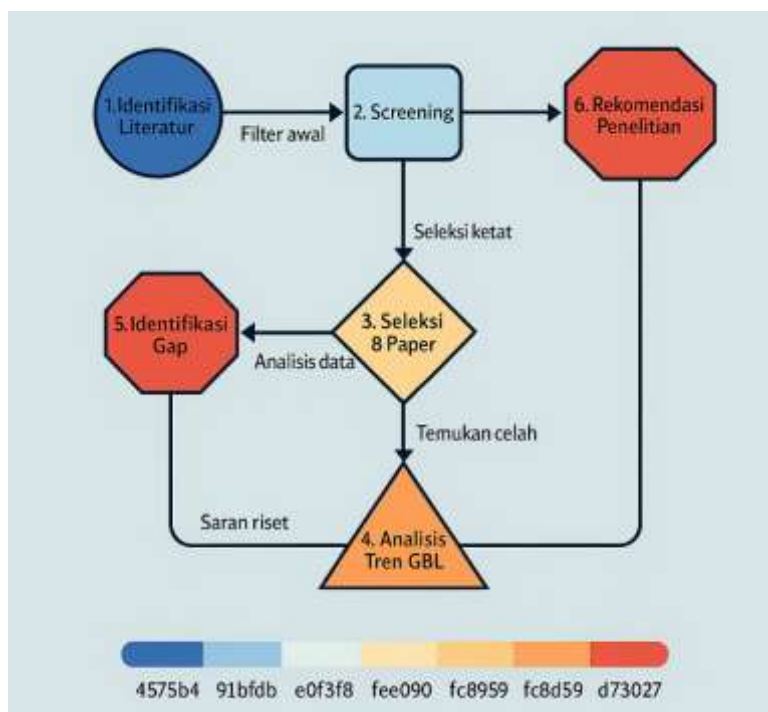 1.Identifikasi
Literatur
Filter awal
2. Screening
6. Rekomendasi
Penelitian
Seleksi ketat
5.Identifikasi
Gap
3. Seleksi
8 Paper
Analisis data
Temukan celah
Saran riset
4. Analisis
Tren GBL
4575b4 91bfdb e0f3f8 fee090 fc8959 fc8d59 d73027